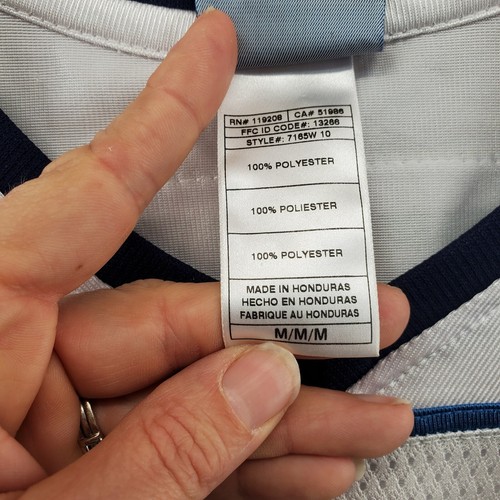 RN# 119208 CA# 51986
FFC ID CODE#: 13266
STYLE#: 7165W 10
100% POLYESTER
100% POLIESTER
100% POLYESTER
MADE IN HONDURAS
HECHO EN HONDURAS
FABRIQUE AU HONDURAS
M/M/M